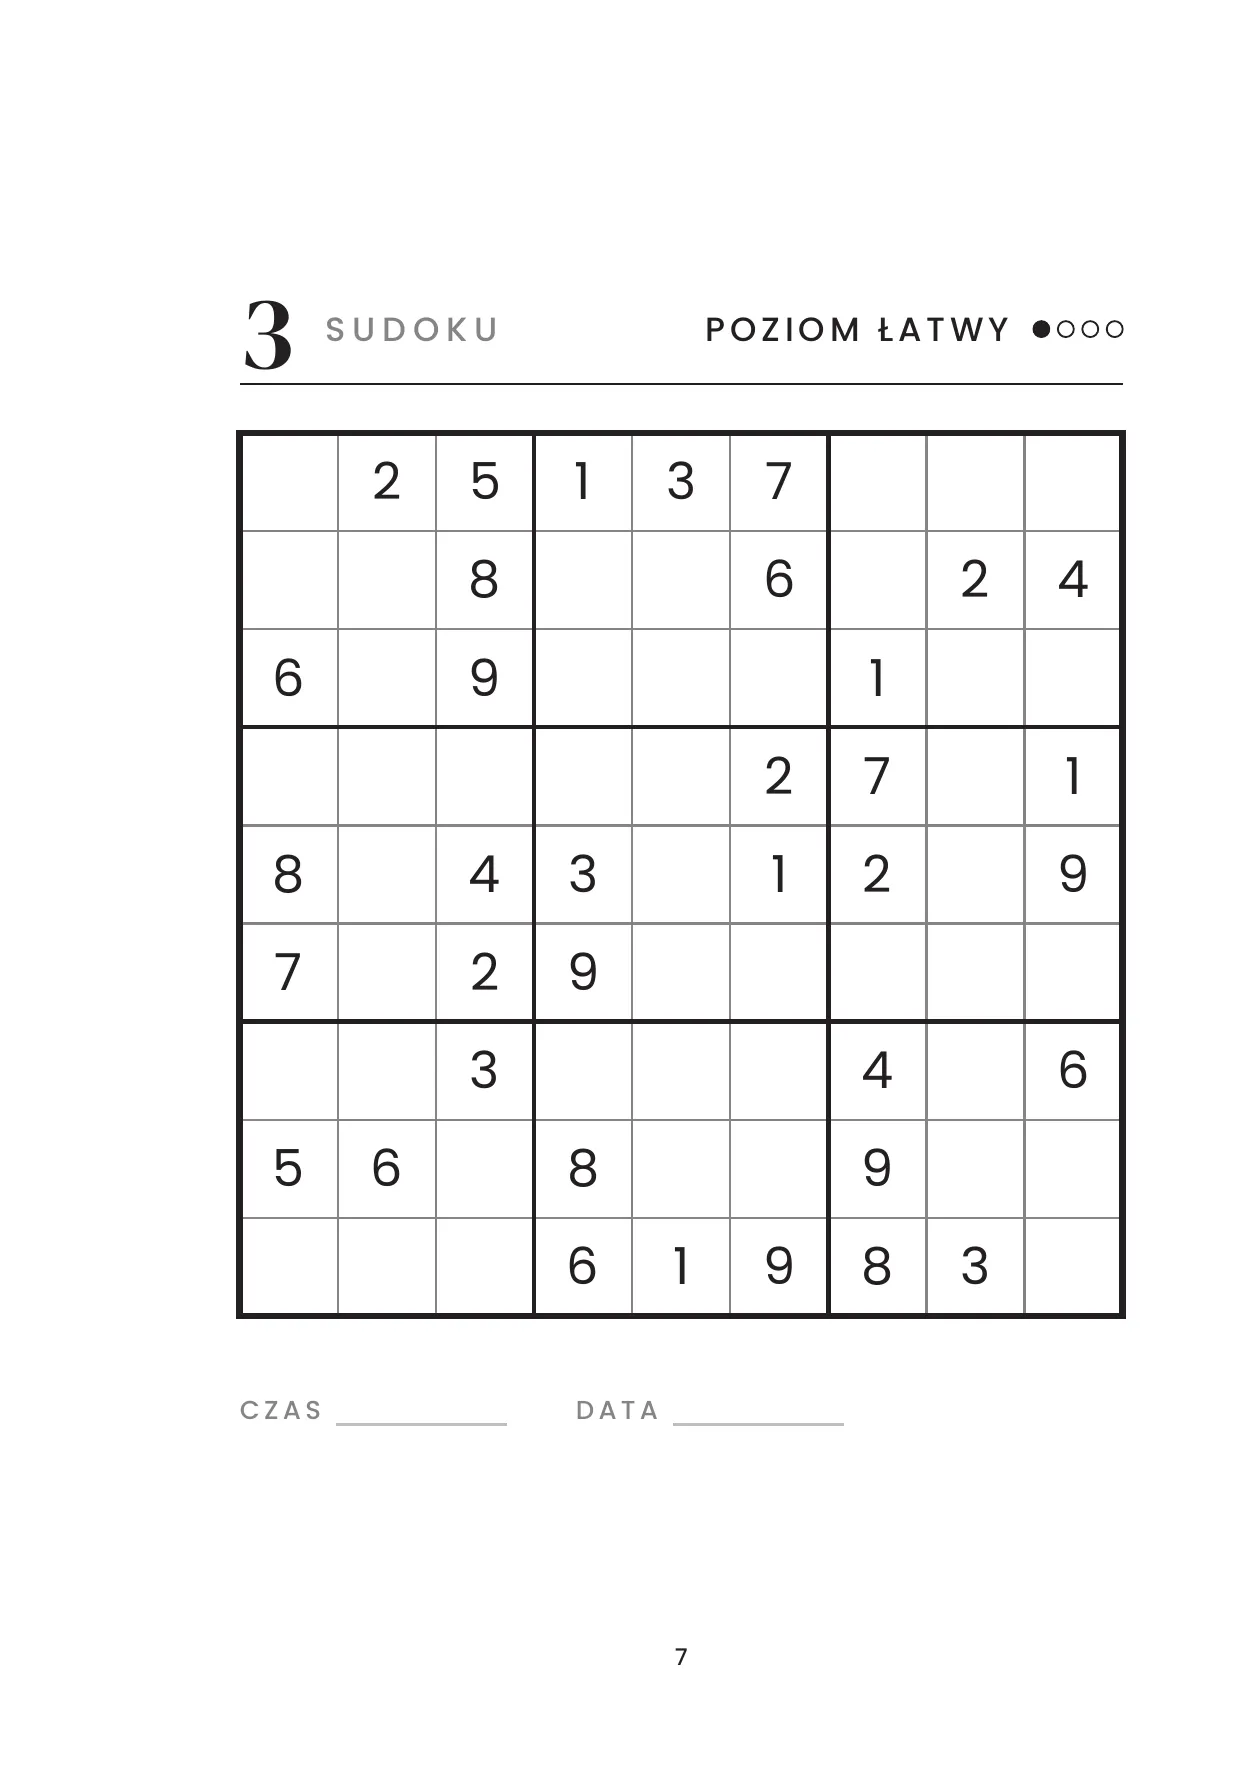 3 SUDOKU POZIOM ŁATWY
2 5 1 3 7
8 6 2 4
6 9 1
2 7 1
8 4 3 1 2 9
7 2 9
3 4 6
5 6 8 9
6 1 9 8 3
CZAS DATA
7